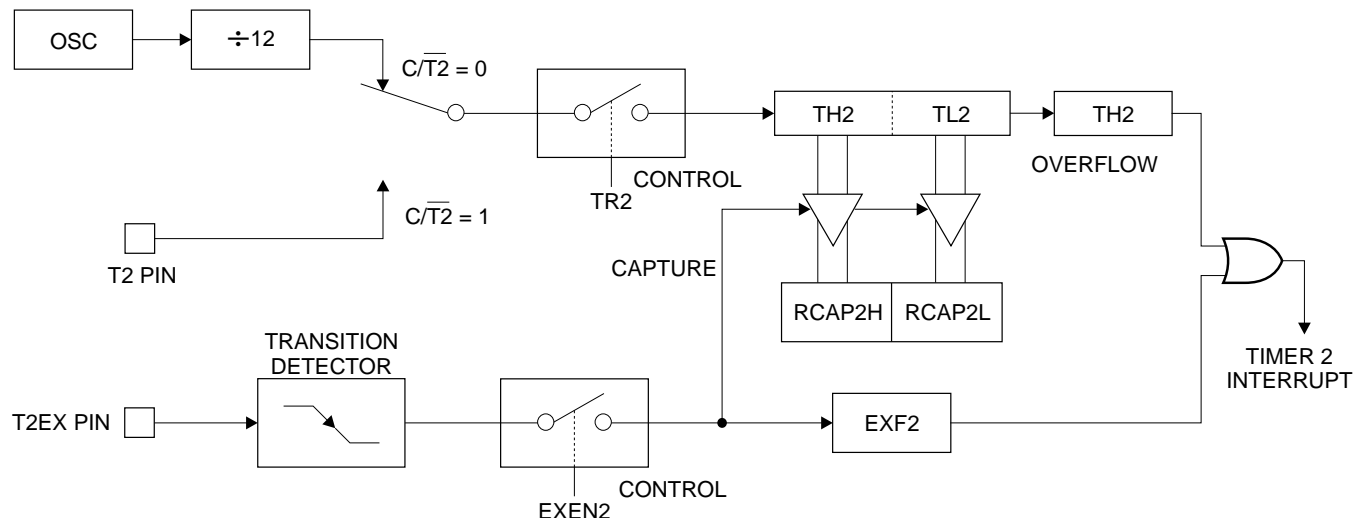 OSC
÷12
C/T2̅ = 0
TH2
TL2
TH2
OVERFLOW
CONTROL
TR2
C/T2̅ = 1
T2 PIN
CAPTURE
RCAP2H
RCAP2L
TRANSITION
DETECTOR
TIMER 2
INTERRUPT
T2EX PIN
EXF2
CONTROL
EXEN2